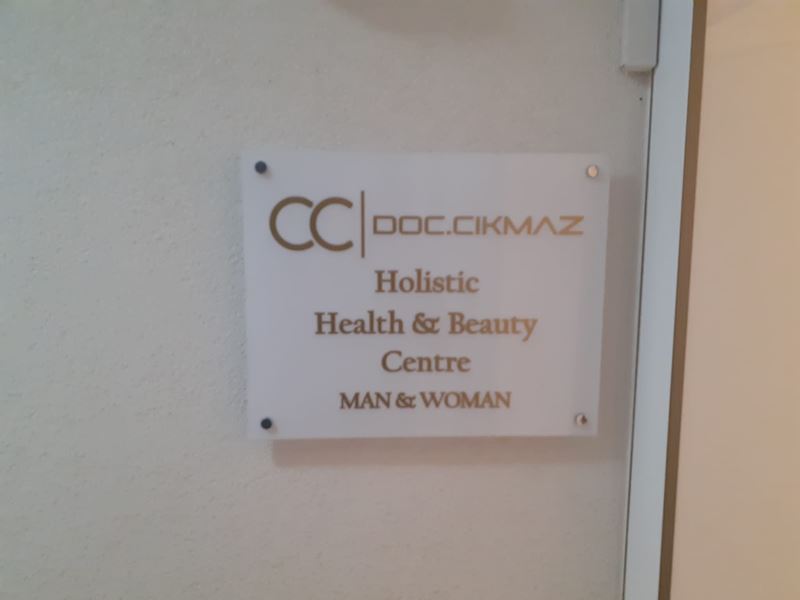 CC | DOC.CIKMAZ
Holistic
Health & Beauty
Centre
MAN & WOMAN